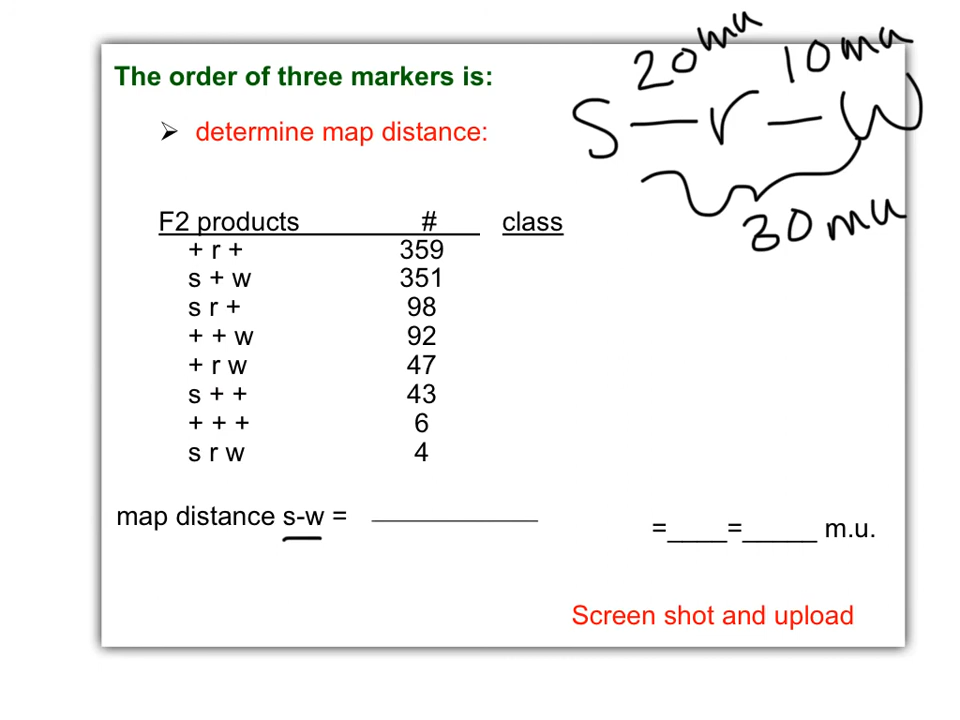 20mu 10mu
The order of three markers is:
S-r-W
➢ determine map distance:
30mu
F2 products # class
+ r + 359
s + w 351
s r + 98
+ + w 92
+ r w 47
s + + 43
+ + + 6
s r w 4
map distance s-w = __________ =____=_____ m.u.
Screen shot and upload